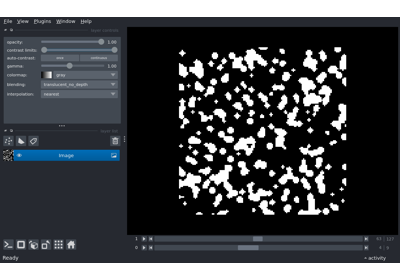 File View Plugins Window Help
opacity: 1.00
contrast limits:
auto-contrast: once continuous
gamma: 1.00
colormap: gray
blending: translucent_no_depth
interpolation: nearest
Image
1
0
Ready
activity